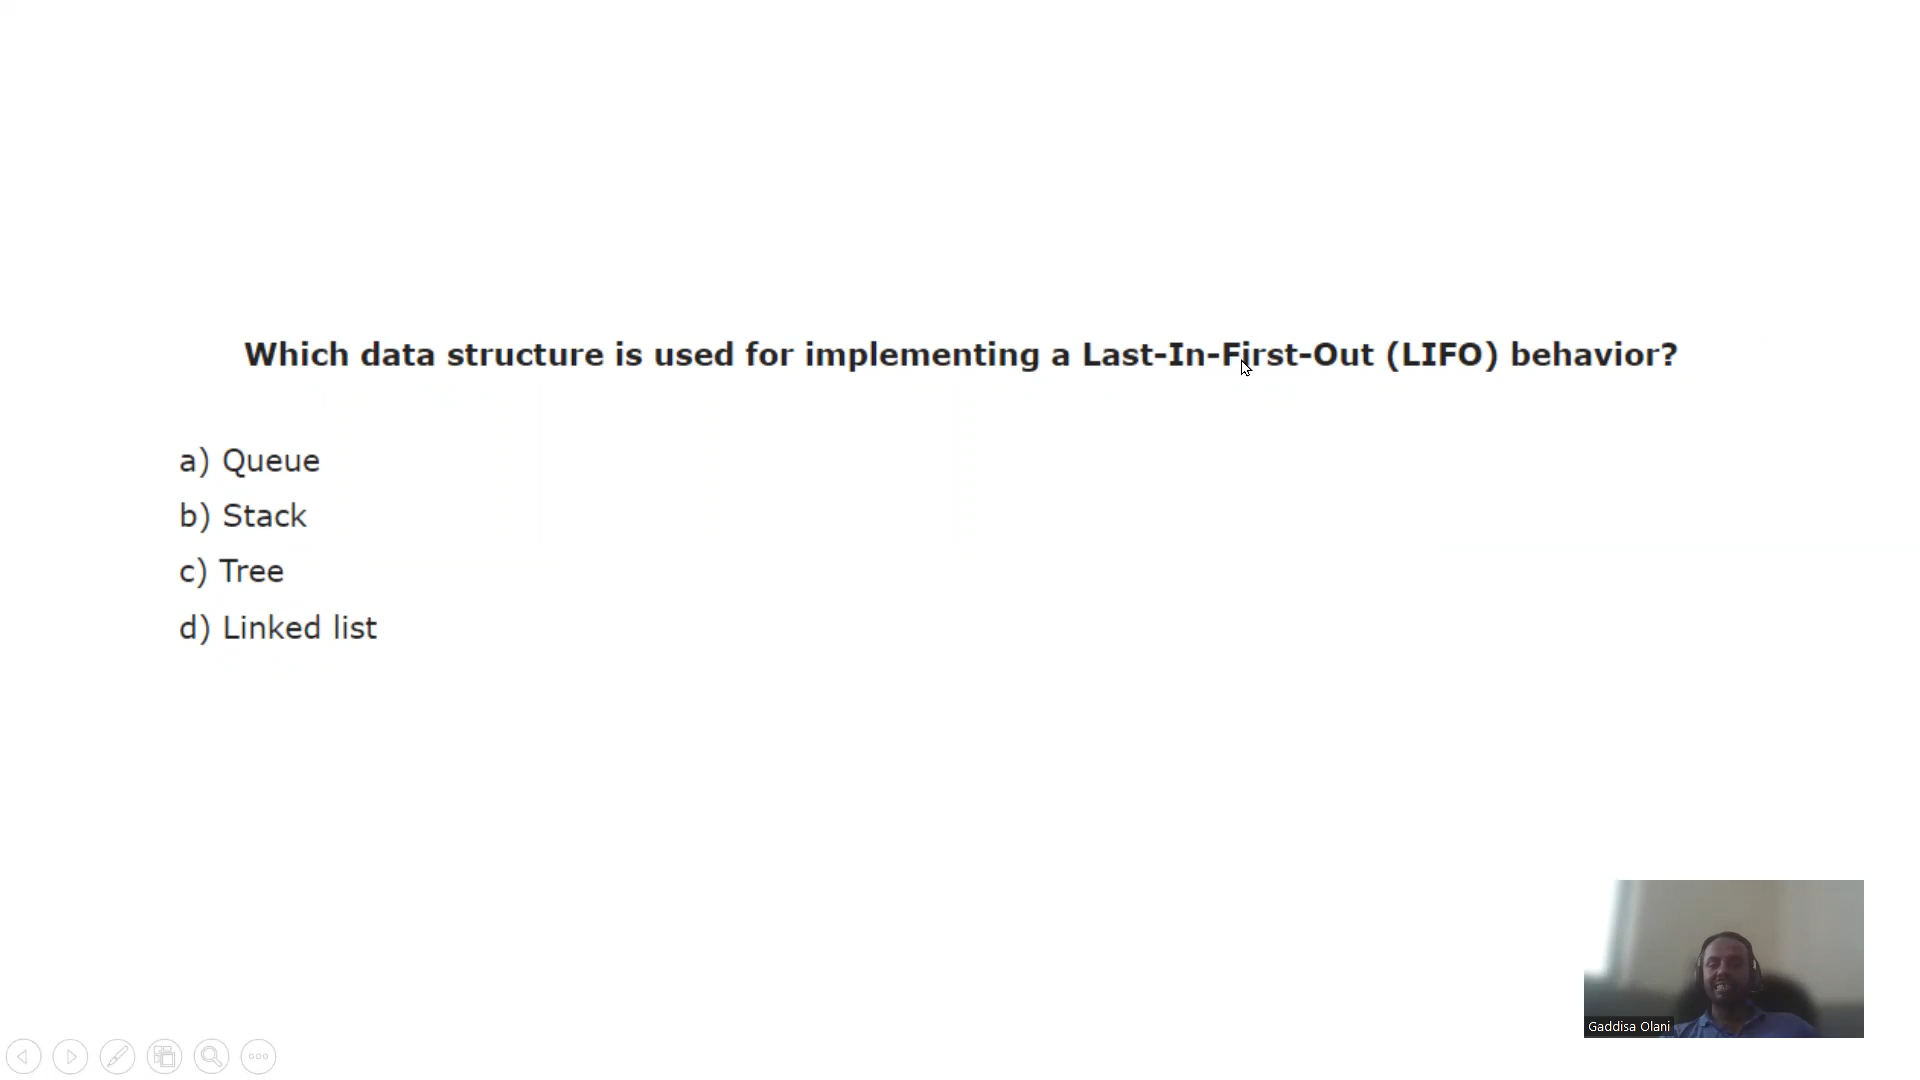 Which data structure is used for implementing a Last-In-First-Out (LIFO) behavior?
a) Queue
b) Stack
c) Tree
d) Linked list
Gaddisa Olani